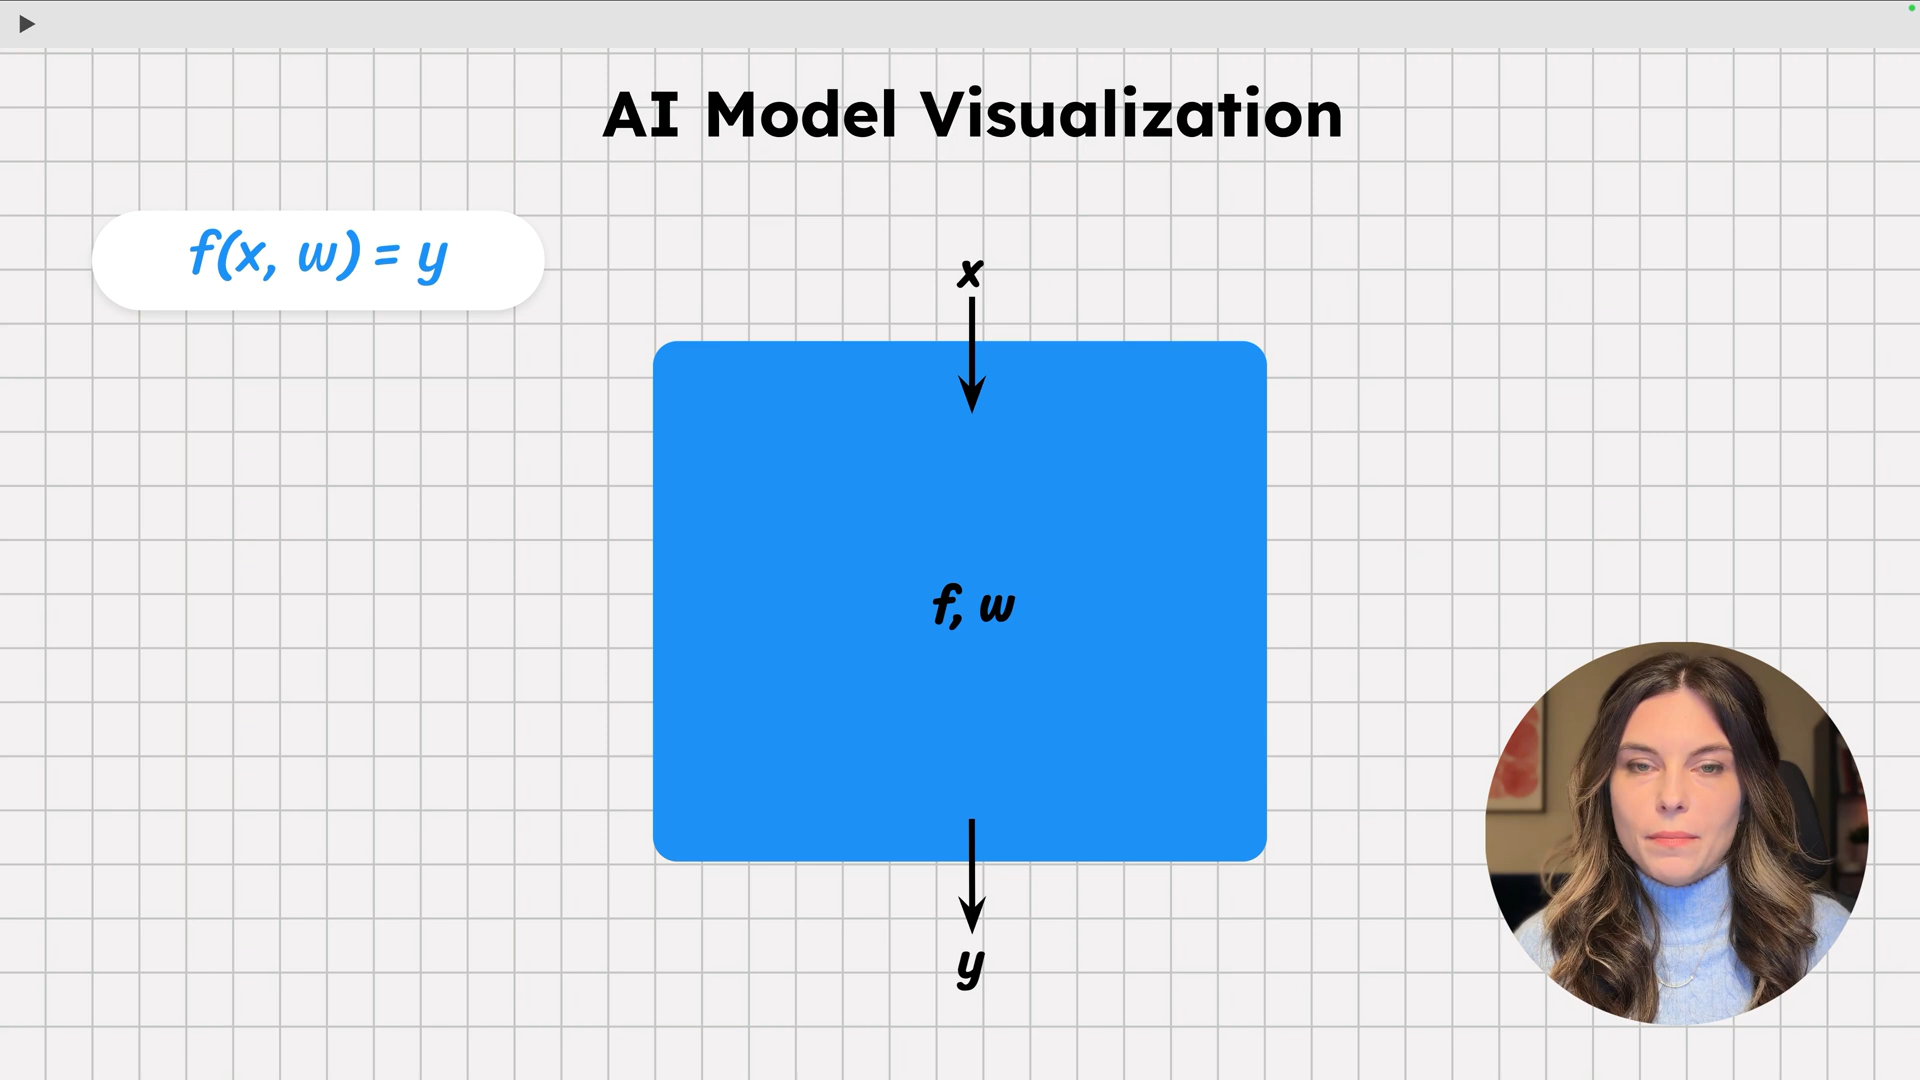 AI Model Visualization
f(x, w) = y
x
f, w
y